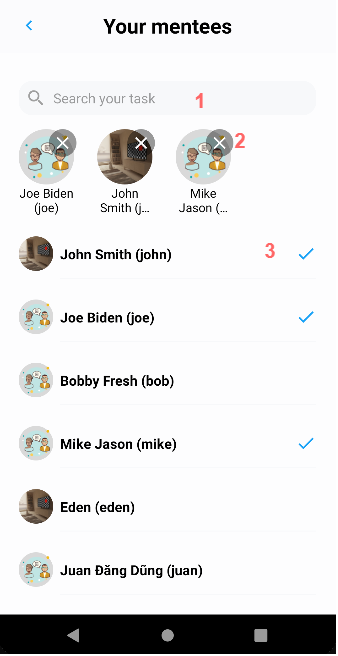 Your mentees
Search your task
1
2
Joe Biden
(joe)
John
Smith (j...
Mike
Jason (...
John Smith (john)
3
Joe Biden (joe)
Bobby Fresh (bob)
Mike Jason (mike)
Eden (eden)
Juan Đăng Dũng (juan)